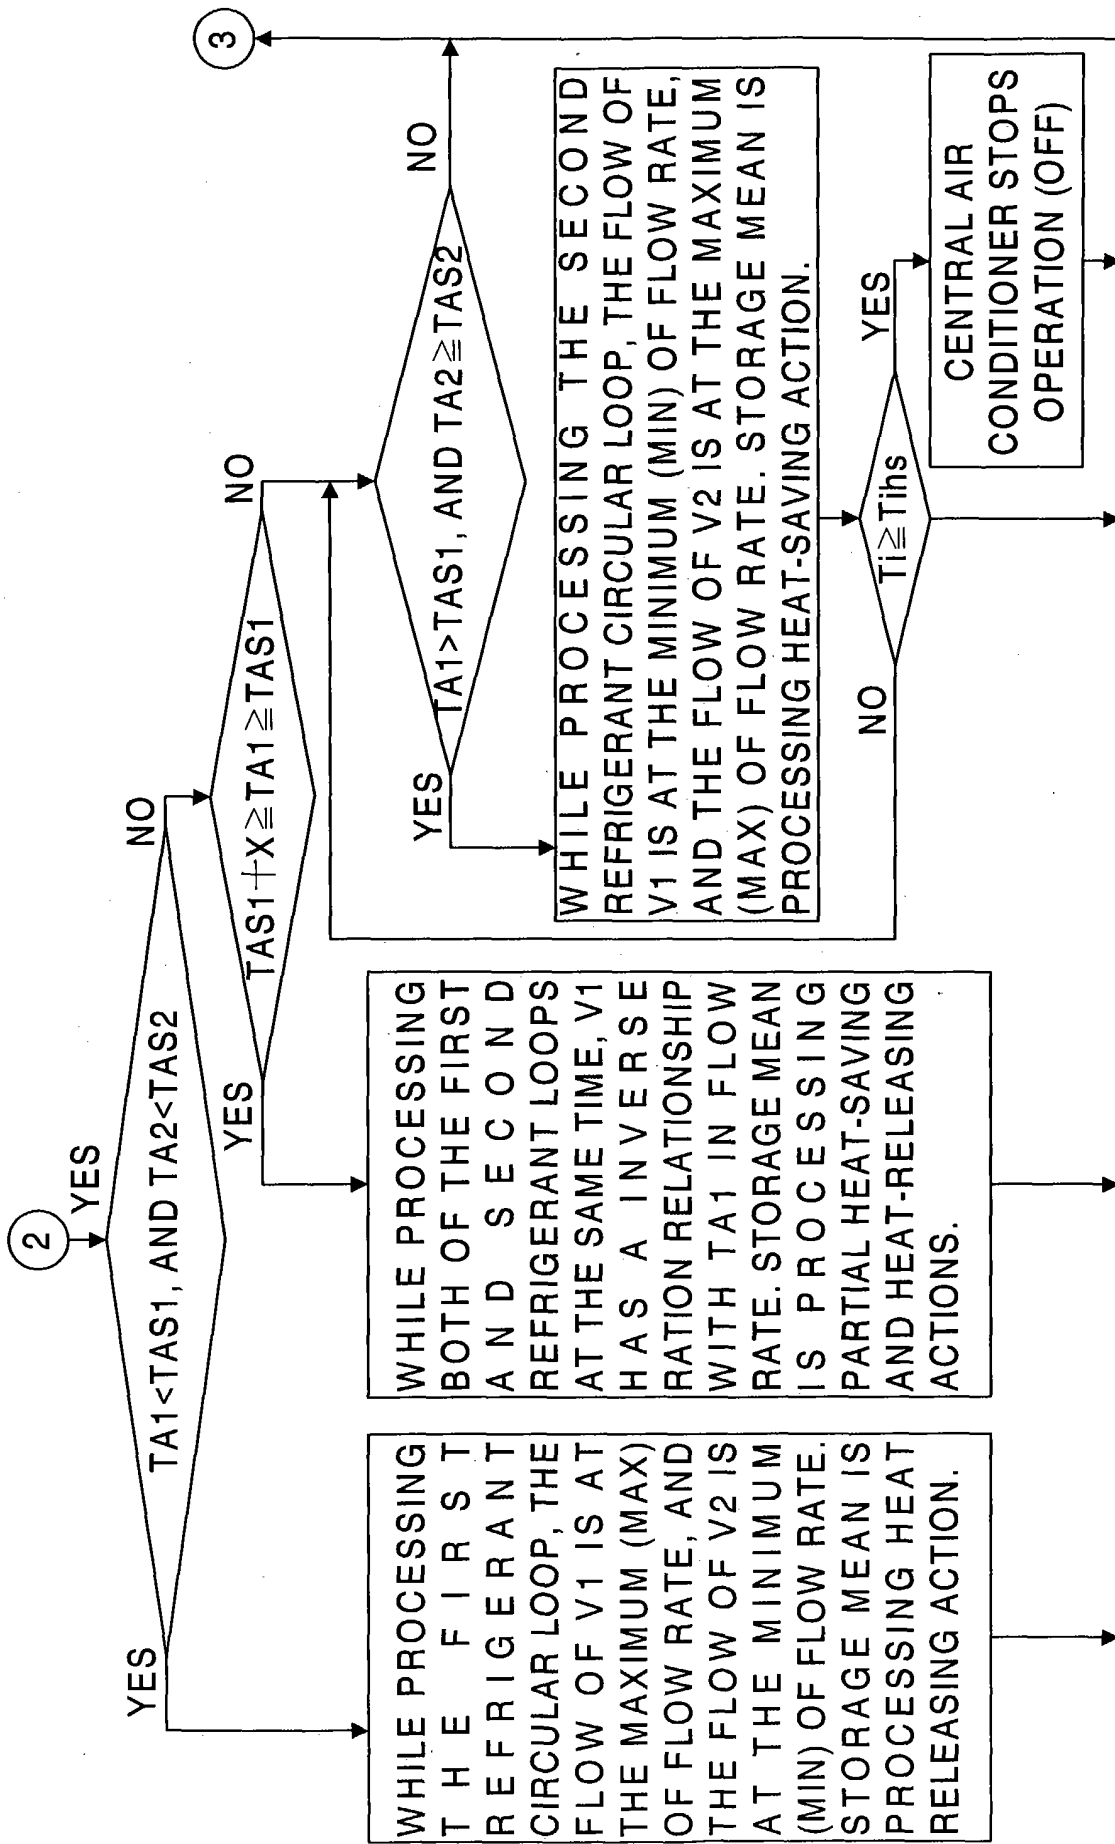 2
YES
TA1<TAS1, AND TA2<TAS2
YES
NO
TAS1+X≧TA1≧TAS1
YES
NO
TA1>TAS1, AND TA2≧TAS2
YES
NO
3
WHILE PROCESSING
THE FIRST
REFRIGERANT
CIRCULAR LOOP, THE
FLOW OF V1 IS AT
THE MAXIMUM (MAX)
OF FLOW RATE, AND
THE FLOW OF V2 IS
AT THE MINIMUM
(MIN) OF FLOW RATE.
STORAGE MEAN IS
PROCESSING HEAT
RELEASING ACTION.
WHILE PROCESSING
BOTH OF THE FIRST
AND SECOND
REFRIGERANT LOOPS
AT THE SAME TIME, V1
HAS A INVERSE
RATION RELATIONSHIP
WITH TA1 IN FLOW
RATE. STORAGE MEAN
IS PROCESSING
PARTIAL HEAT-SAVING
AND HEAT-RELEASING
ACTIONS.
WHILE PROCESSING THE SECOND
REFRIGERANT CIRCULAR LOOP, THE FLOW OF
V1 IS AT THE MINIMUM (MIN) OF FLOW RATE,
AND THE FLOW OF V2 IS AT THE MAXIMUM
(MAX) OF FLOW RATE. STORAGE MEAN IS
PROCESSING HEAT-SAVING ACTION.
Ti≧Tihs
NO
YES
CENTRAL AIR
CONDITIONER STOPS
OPERATION (OFF)